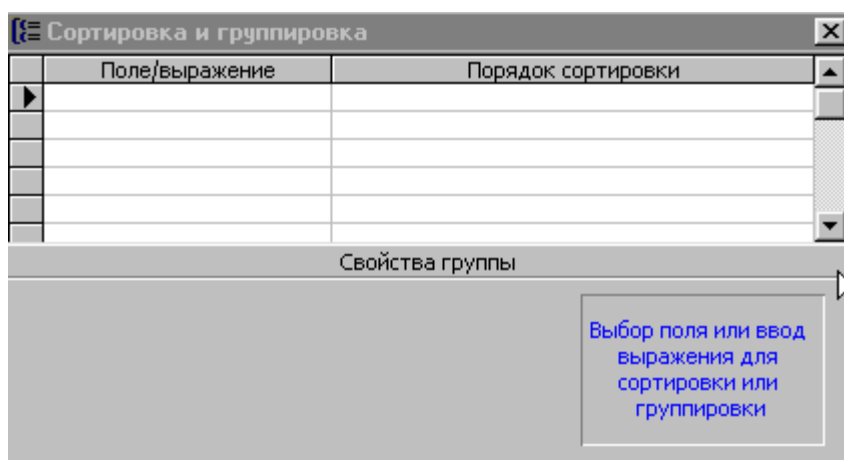 Сортировка и группировка
Поле/выражение Порядок сортировки
Свойства группы
Выбор поля или ввод
выражения для
сортировки или
группировки